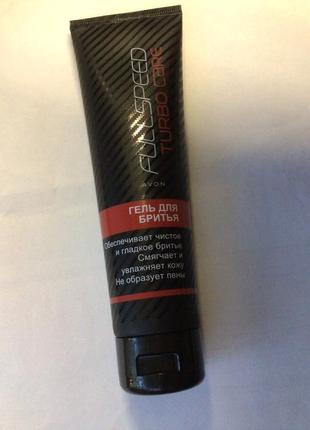 FULLSPEED
TURBO CARE
AVON
ГЕЛЬ ДЛЯ
БРИТЬЯ
Обеспечивает чистое
и гладкое бритье
Смягчает и
увлажняет кожу
Не образует пены